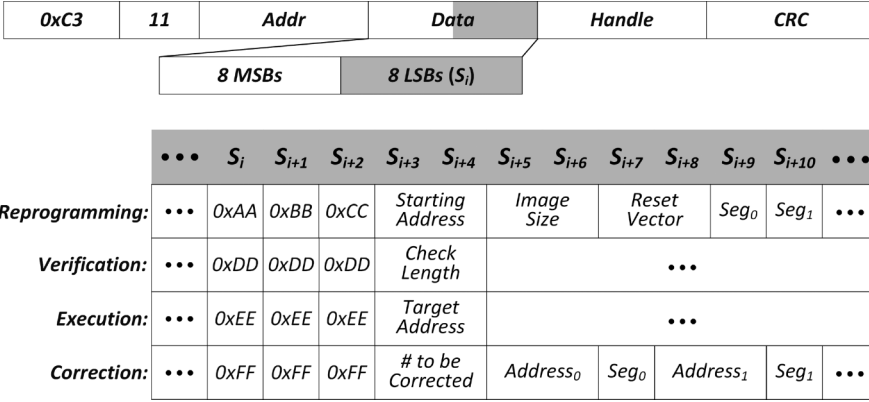 0xC3 11 Addr Data Handle CRC
8 MSBs 8 LSBs (Si)
••• Si Si+1 Si+2 Si+3 Si+4 Si+5 Si+6 Si+7 Si+8 Si+9 Si+10 •••
Reprogramming: ••• 0xAA 0xBB 0xCC Starting Address Image Size Reset Vector Seg0 Seg1 •••
Verification: ••• 0xDD 0xDD 0xDD Check Length •••
Execution: ••• 0xEE 0xEE 0xEE Target Address •••
Correction: ••• 0xFF 0xFF 0xFF # to be Corrected Address0 Seg0 Address1 Seg1 •••